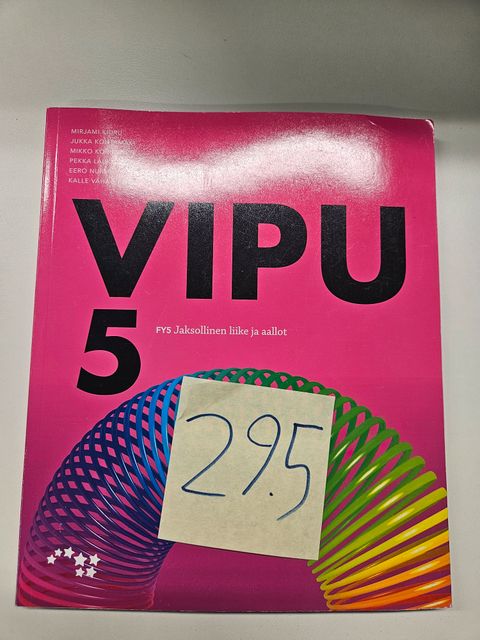 MIRJAMI
JUKKA
MIKKO
PEKKA
EERO
KALLE
VIPU
5
FY5 Jaksollinen liike ja aallot
29.5